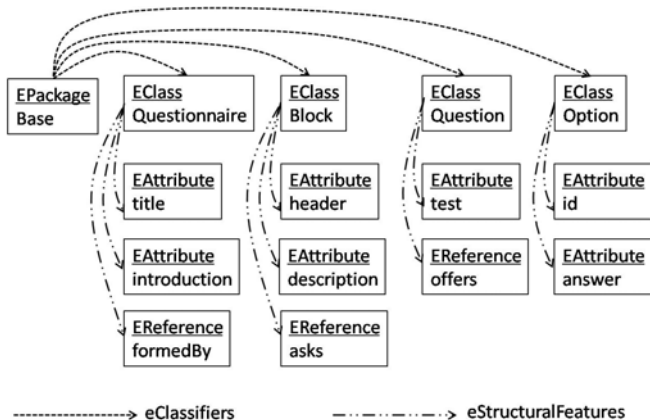 EPackage
Base
EClass
Questionnaire
EClass
Block
EClass
Question
EClass
Option
EAttribute
title
EAttribute
header
EAttribute
test
EAttribute
id
EAttribute
introduction
EAttribute
description
EReference
offers
EAttribute
answer
EReference
formedBy
EReference
asks
eClassifiers
eStructuralFeatures